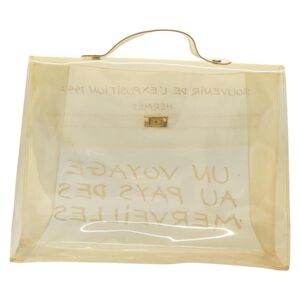 SOUVENIR DE L'EXPOSITION 1997
HERMES
UN VOYAGE
AU PAYS DES
MERVEILLES